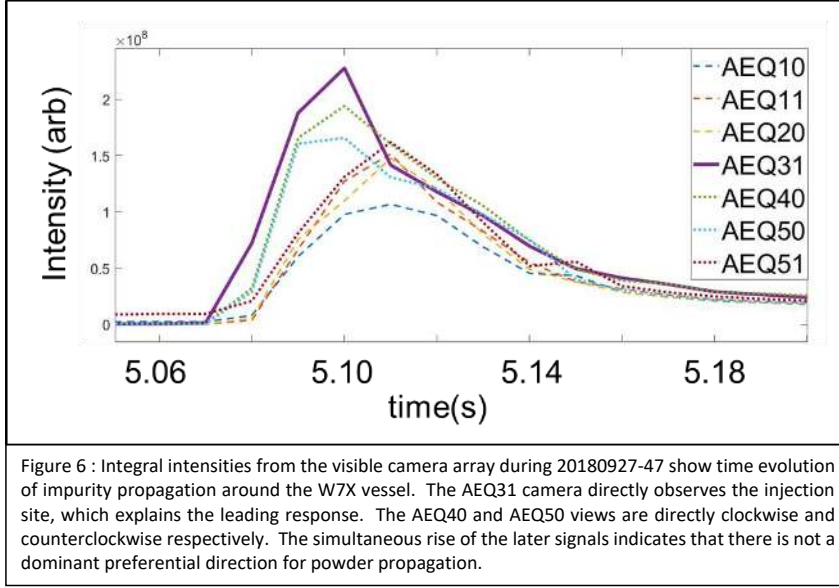 ×10⁸
2
1.5
1
0.5
0
Intensity (arb)
AEQ10
AEQ11
AEQ20
AEQ31
AEQ40
AEQ50
AEQ51
5.06 5.10 5.14 5.18
time(s)
Figure 6 : Integral intensities from the visible camera array during 20180927-47 show time evolution
of impurity propagation around the W7X vessel. The AEQ31 camera directly observes the injection
site, which explains the leading response. The AEQ40 and AEQ50 views are directly clockwise and
counterclockwise respectively. The simultaneous rise of the later signals indicates that there is not a
dominant preferential direction for powder propagation.